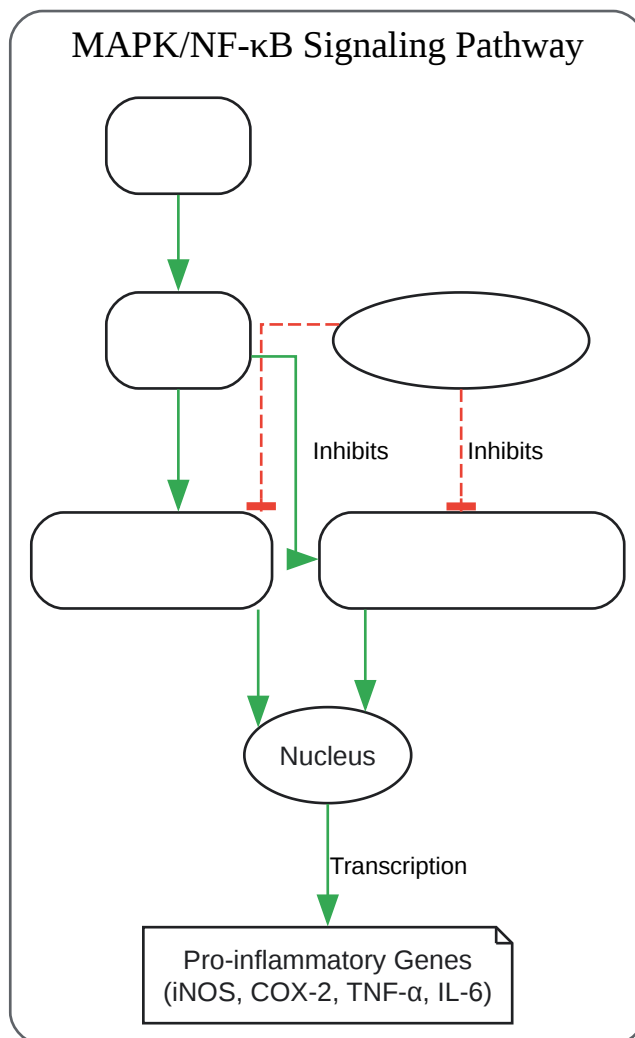 MAPK/NF-κB Signaling Pathway
Inhibits
Inhibits
Nucleus
Transcription
Pro-inflammatory Genes
(iNOS, COX-2, TNF-α, IL-6)